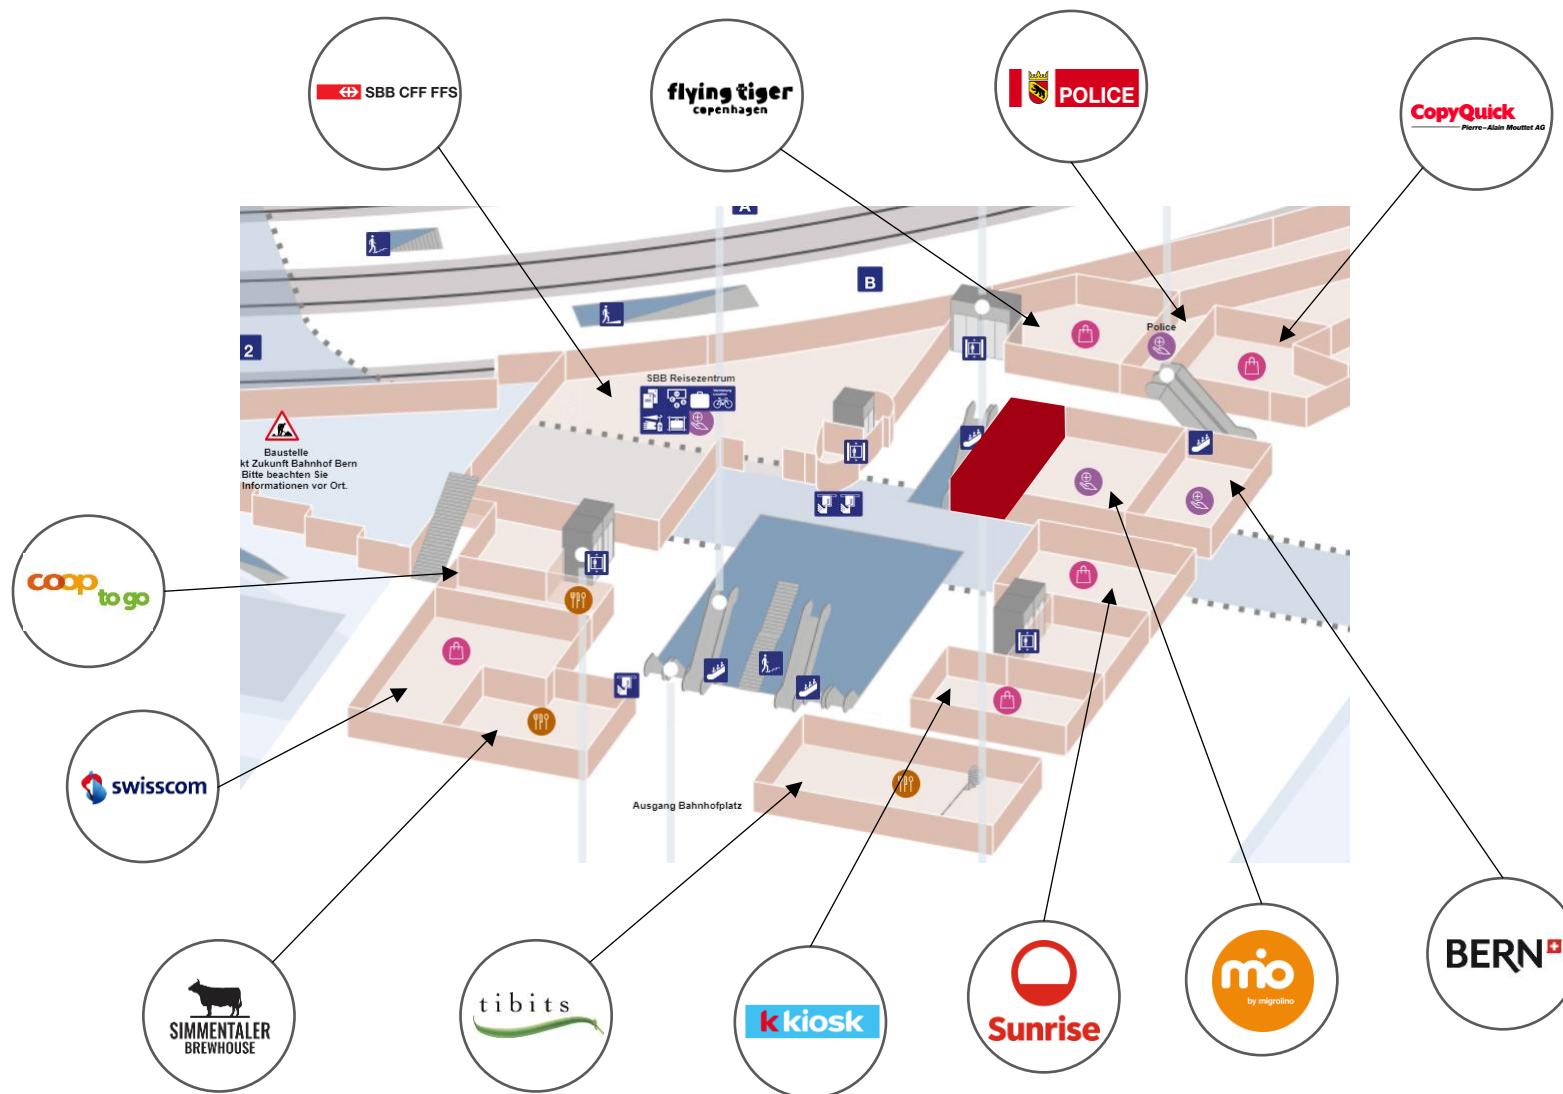 SBB CFF FFS
flying tiger
copenhagen
POLICE
CopyQuick
Pierre-Alain Mouttet AG
A
B
2
Police
SBB Reisezentrum
Baustelle
kt Zukunft Bahnhof Bern
Bitte beachten Sie
Informationen vor Ort.
coop
to go
swisscom
Ausgang Bahnhofplatz
SIMMENTALER
BREWHOUSE
tibits
k kiosk
Sunrise
mio
by migrolino
BERN